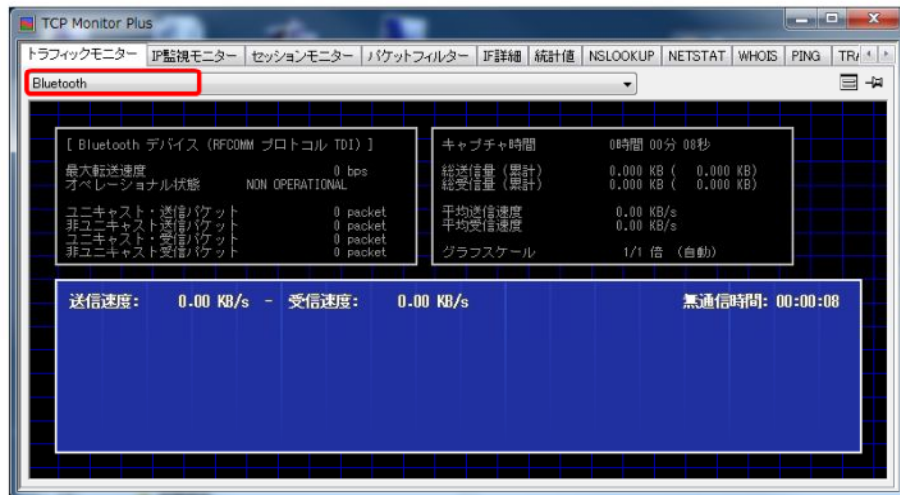 TCP Monitor Plus
トラフィックモニター IP監視モニター セッションモニター パケットフィルター IF詳細 統計値 NSLOOKUP NETSTAT WHOIS PING TR
Bluetooth
[ Bluetooth デバイス (RFCOMM プロトコル TDI) ]
最大転送速度 0 bps
オペレーショナル状態 NON OPERATIONAL
ユニキャスト・送信パケット 0 packet
非ユニキャスト送信パケット 0 packet
ユニキャスト・受信パケット 0 packet
非ユニキャスト受信パケット 0 packet
キャプチャ時間 0時間 00分 08秒
総送信量 (累計) 0.000 KB ( 0.000 KB)
総受信量 (累計) 0.000 KB ( 0.000 KB)
平均送信速度 0.00 KB/s
平均受信速度 0.00 KB/s
グラフスケール 1/1 倍 (自動)
送信速度: 0.00 KB/s - 受信速度: 0.00 KB/s 無通信時間: 00:00:08